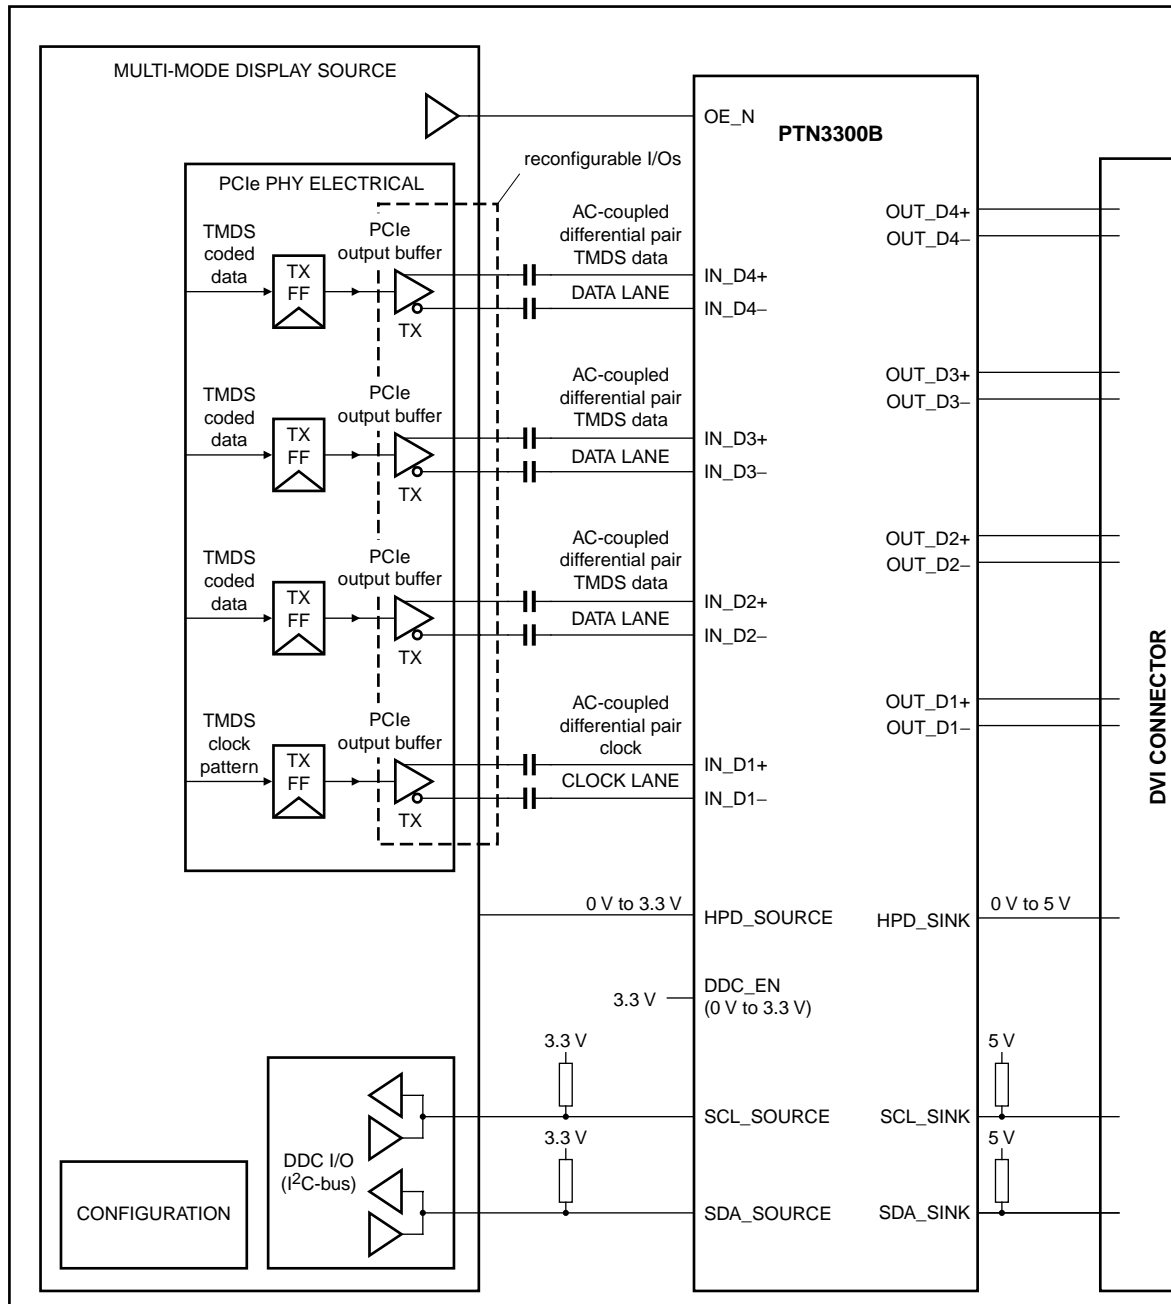 MULTI-MODE DISPLAY SOURCE
OE_N
PTN3300B
reconfigurable I/Os
PCIe PHY ELECTRICAL
TMDS
coded
data
TX
FF
PCIe
output buffer
TX
AC-coupled
differential pair
TMDS data
DATA LANE
IN_D4+
IN_D4−
OUT_D4+
OUT_D4−
TMDS
coded
data
TX
FF
PCIe
output buffer
TX
AC-coupled
differential pair
TMDS data
DATA LANE
IN_D3+
IN_D3−
OUT_D3+
OUT_D3−
TMDS
coded
data
TX
FF
PCIe
output buffer
TX
AC-coupled
differential pair
TMDS data
DATA LANE
IN_D2+
IN_D2−
OUT_D2+
OUT_D2−
TMDS
clock
pattern
TX
FF
PCIe
output buffer
TX
AC-coupled
differential pair
clock
CLOCK LANE
IN_D1+
IN_D1−
OUT_D1+
OUT_D1−
DVI CONNECTOR
0 V to 3.3 V
HPD_SOURCE
HPD_SINK
0 V to 5 V
3.3 V
DDC_EN
(0 V to 3.3 V)
3.3 V
SCL_SOURCE
SCL_SINK
5 V
3.3 V
SDA_SOURCE
SDA_SINK
5 V
DDC I/O
(I²C-bus)
CONFIGURATION